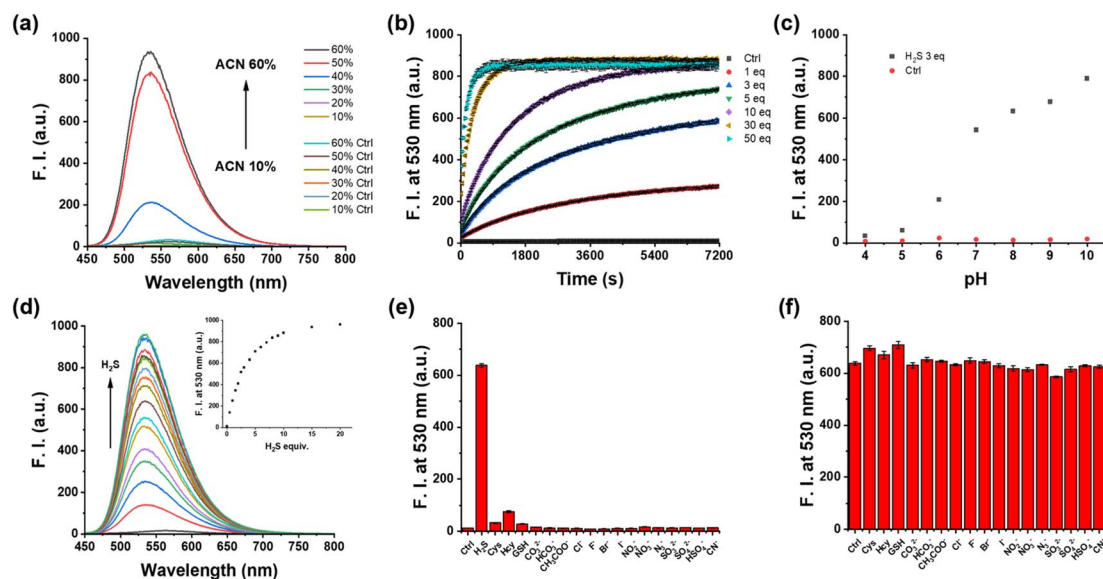 (a)
1000
800
600
400
200
0
F. I. (a.u.)
450 500 550 600 650 700 750 800
Wavelength (nm)
ACN 60%
ACN 10%
60%
50%
40%
30%
20%
10%
60% Ctrl
50% Ctrl
40% Ctrl
30% Ctrl
20% Ctrl
10% Ctrl
(b)
1000
800
600
400
200
0
F. I. at 530 nm (a.u.)
0 1800 3600 5400 7200
Time (s)
Ctrl
1 eq
3 eq
5 eq
10 eq
30 eq
50 eq
(c)
1000
800
600
400
200
0
F. I. at 530 nm (a.u.)
4 5 6 7 8 9 10
pH
H₂S 3 eq
Ctrl
(d)
1000
800
600
400
200
0
F. I. (a.u.)
450 500 550 600 650 700 750 800
Wavelength (nm)
H₂S
1000
900
800
700
600
500
400
300
200
100
0
F. I. at 530 nm (a.u.)
0 5 10 15 20
H₂S equiv.
(e)
800
600
400
200
0
F. I. at 530 nm (a.u.)
Ctrl H₂S Cys Hcy GSH CO₃²⁻ HCO₃⁻ CH₃COO⁻ Cl⁻ F⁻ Br⁻ I⁻ NO₂⁻ NO₃⁻ N₃⁻ SO₃²⁻ SO₄²⁻ HSO₄⁻ CN⁻
(f)
800
600
400
200
0
F. I. at 530 nm (a.u.)
Ctrl Cys Hcy GSH CO₃²⁻ HCO₃⁻ CH₃COO⁻ Cl⁻ F⁻ Br⁻ I⁻ NO₂⁻ NO₃⁻ N₃⁻ SO₃²⁻ SO₄²⁻ HSO₄⁻ CN⁻